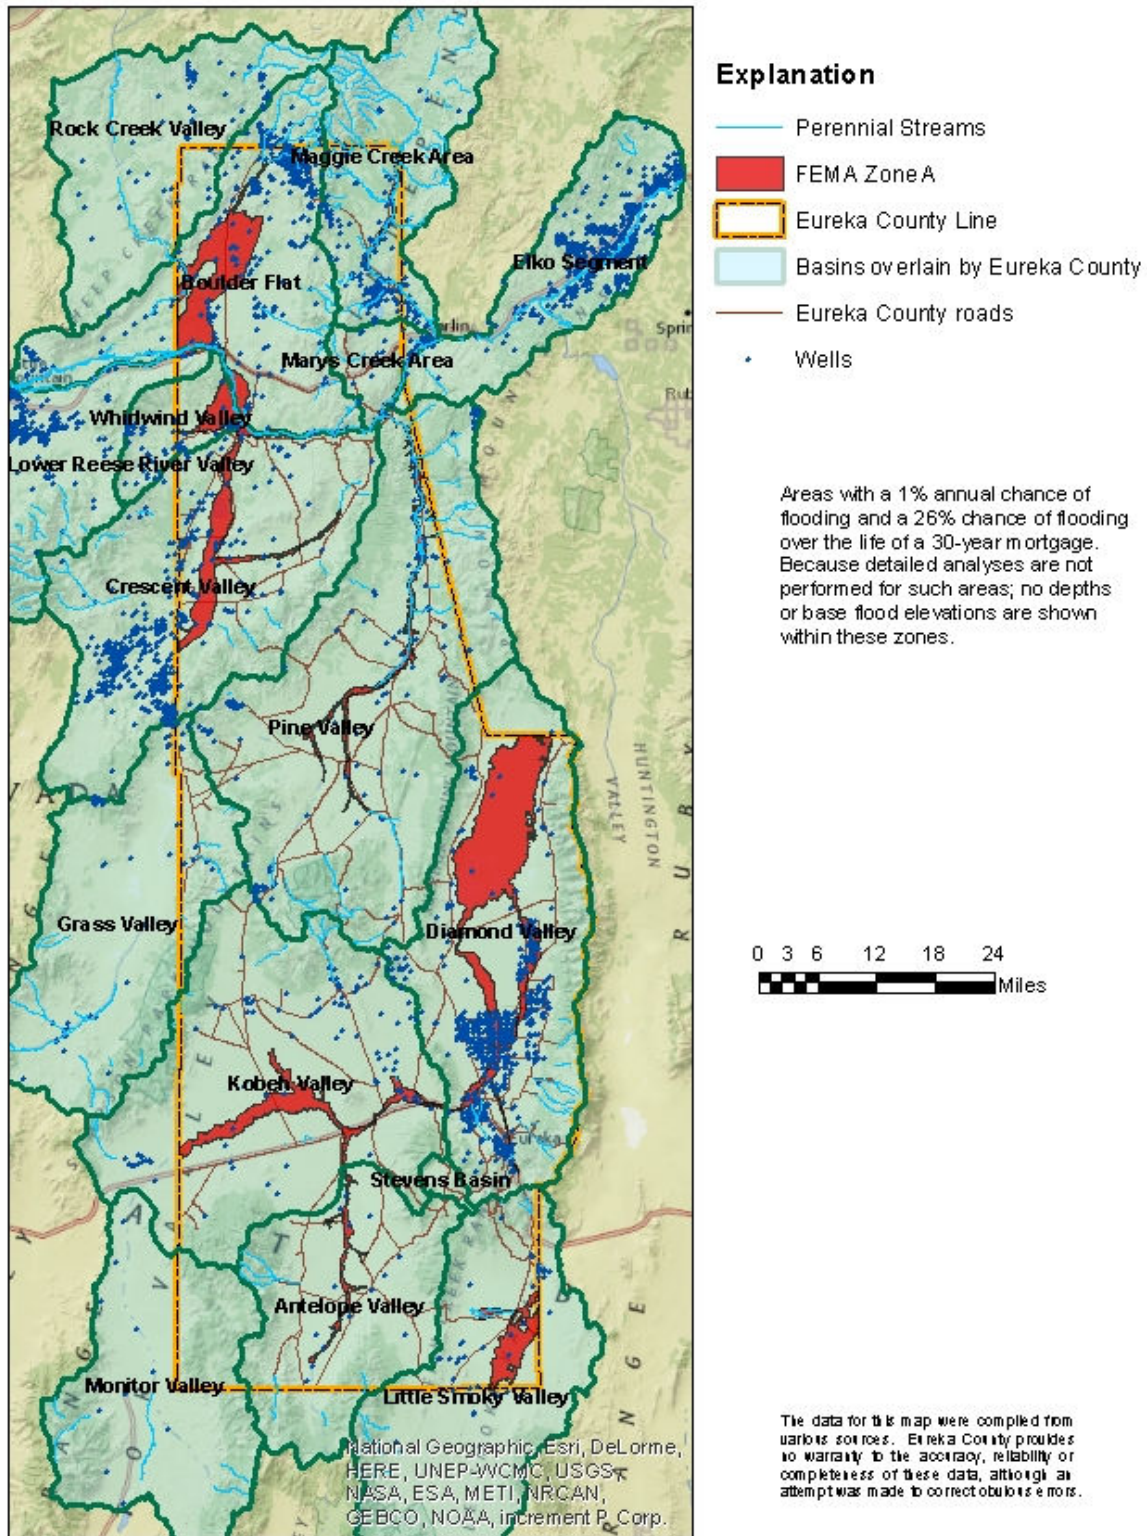 Rock Creek Valley
Maggie Creek Area
Elko Segment
Boulder Flat
Marys Creek Area
Whirlwind Valley
Lower Reese River Valley
Crescent Valley
Pine Valley
HUNTINGTON
VALLEY
Grass Valley
Diamond Valley
Kobeh Valley
Eureka
Stevens Basin
Antelope Valley
Monitor Valley
Little Smoky Valley
National Geographic, Esri, DeLorme,
HERE, UNEP-WCMC, USGS,
NASA, ESA, METI, NRCAN,
GEBCO, NOAA, increment P Corp.
Explanation
Perennial Streams
FEMA Zone A
Eureka County Line
Basins overlain by Eureka County
Eureka County roads
Wells
Areas with a 1% annual chance of
flooding and a 26% chance of flooding
over the life of a 30-year mortgage.
Because detailed analyses are not
performed for such areas; no depths
or base flood elevations are shown
within these zones.
0 3 6 12 18 24
Miles
The data for this map were compiled from
various sources. Eureka County provides
no warranty to the accuracy, reliability or
completeness of these data, although an
attempt was made to correct obvious errors.